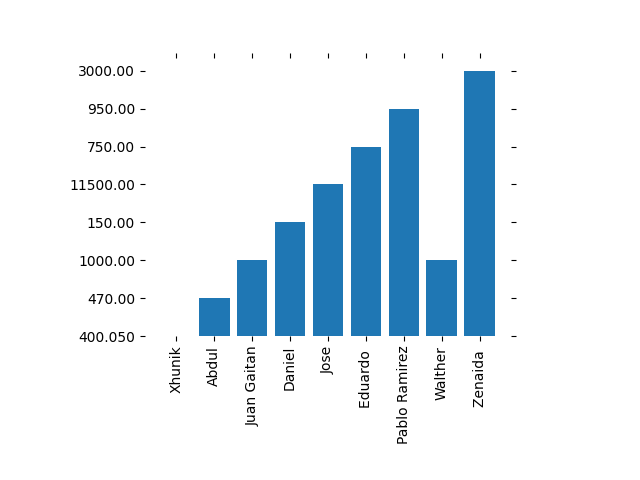 3000.00
950.00
750.00
11500.00
150.00
1000.00
470.00
400.050
Xhunik
Abdul
Juan Gaitan
Daniel
Jose
Eduardo
Pablo Ramirez
Walther
Zenaida